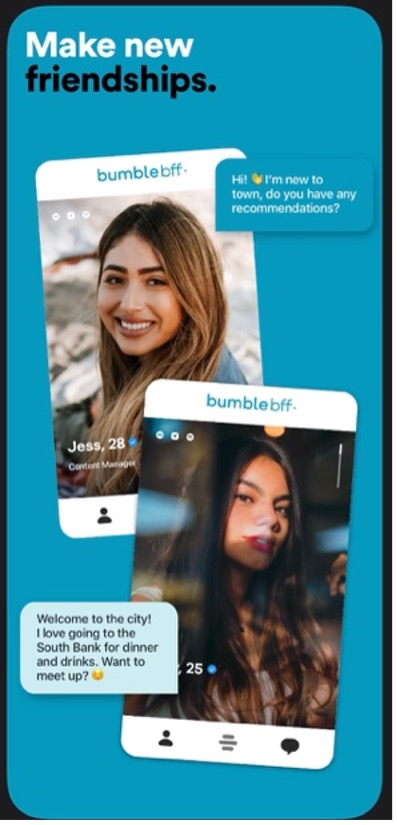 Make new
friendships.
bumble bff.
Hi! 👋 I'm new to
town, do you have any
recommendations?
Jess, 28
Content Manager
bumble bff.
Welcome to the city!
I love going to the
South Bank for dinner
and drinks. Want to
meet up? 😊
, 25